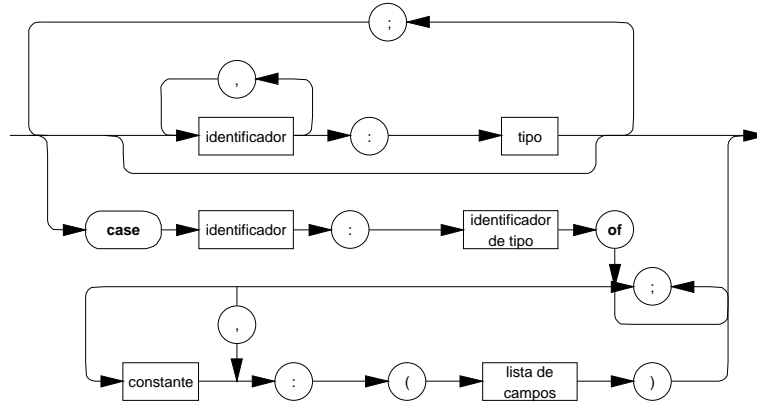 ;
,
identificador
:
tipo
case
identificador
:
identificador
de tipo
of
;
,
constante
:
(
lista de
campos
)